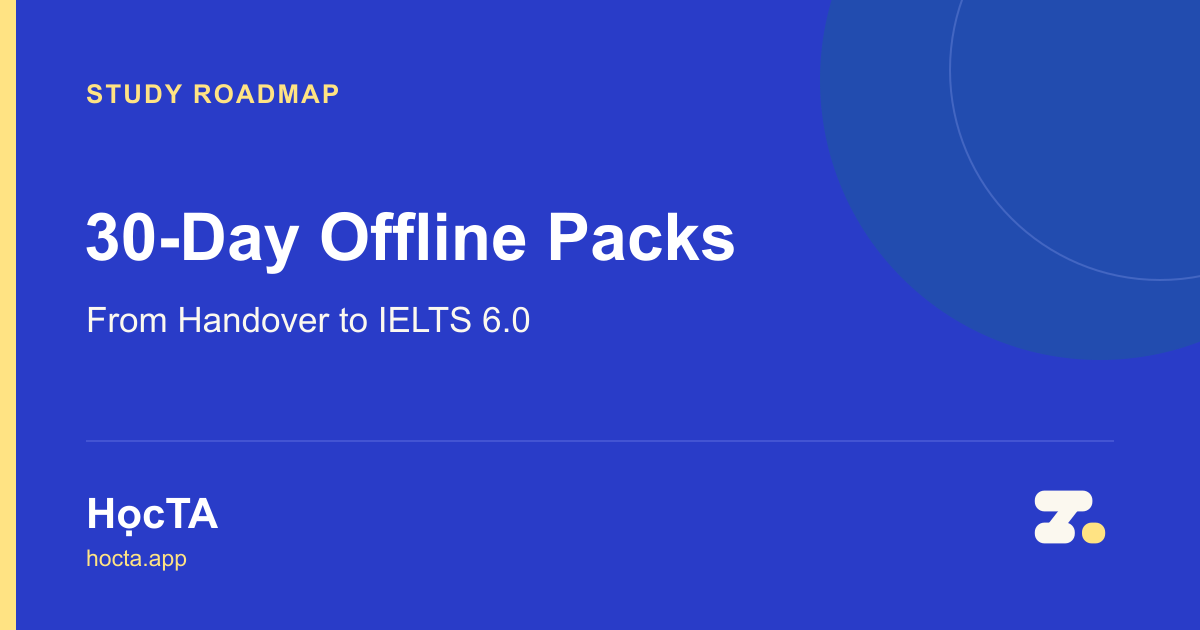 STUDY ROADMAP
30-Day Offline Packs
From Handover to IELTS 6.0
HọcTA
hocta.app